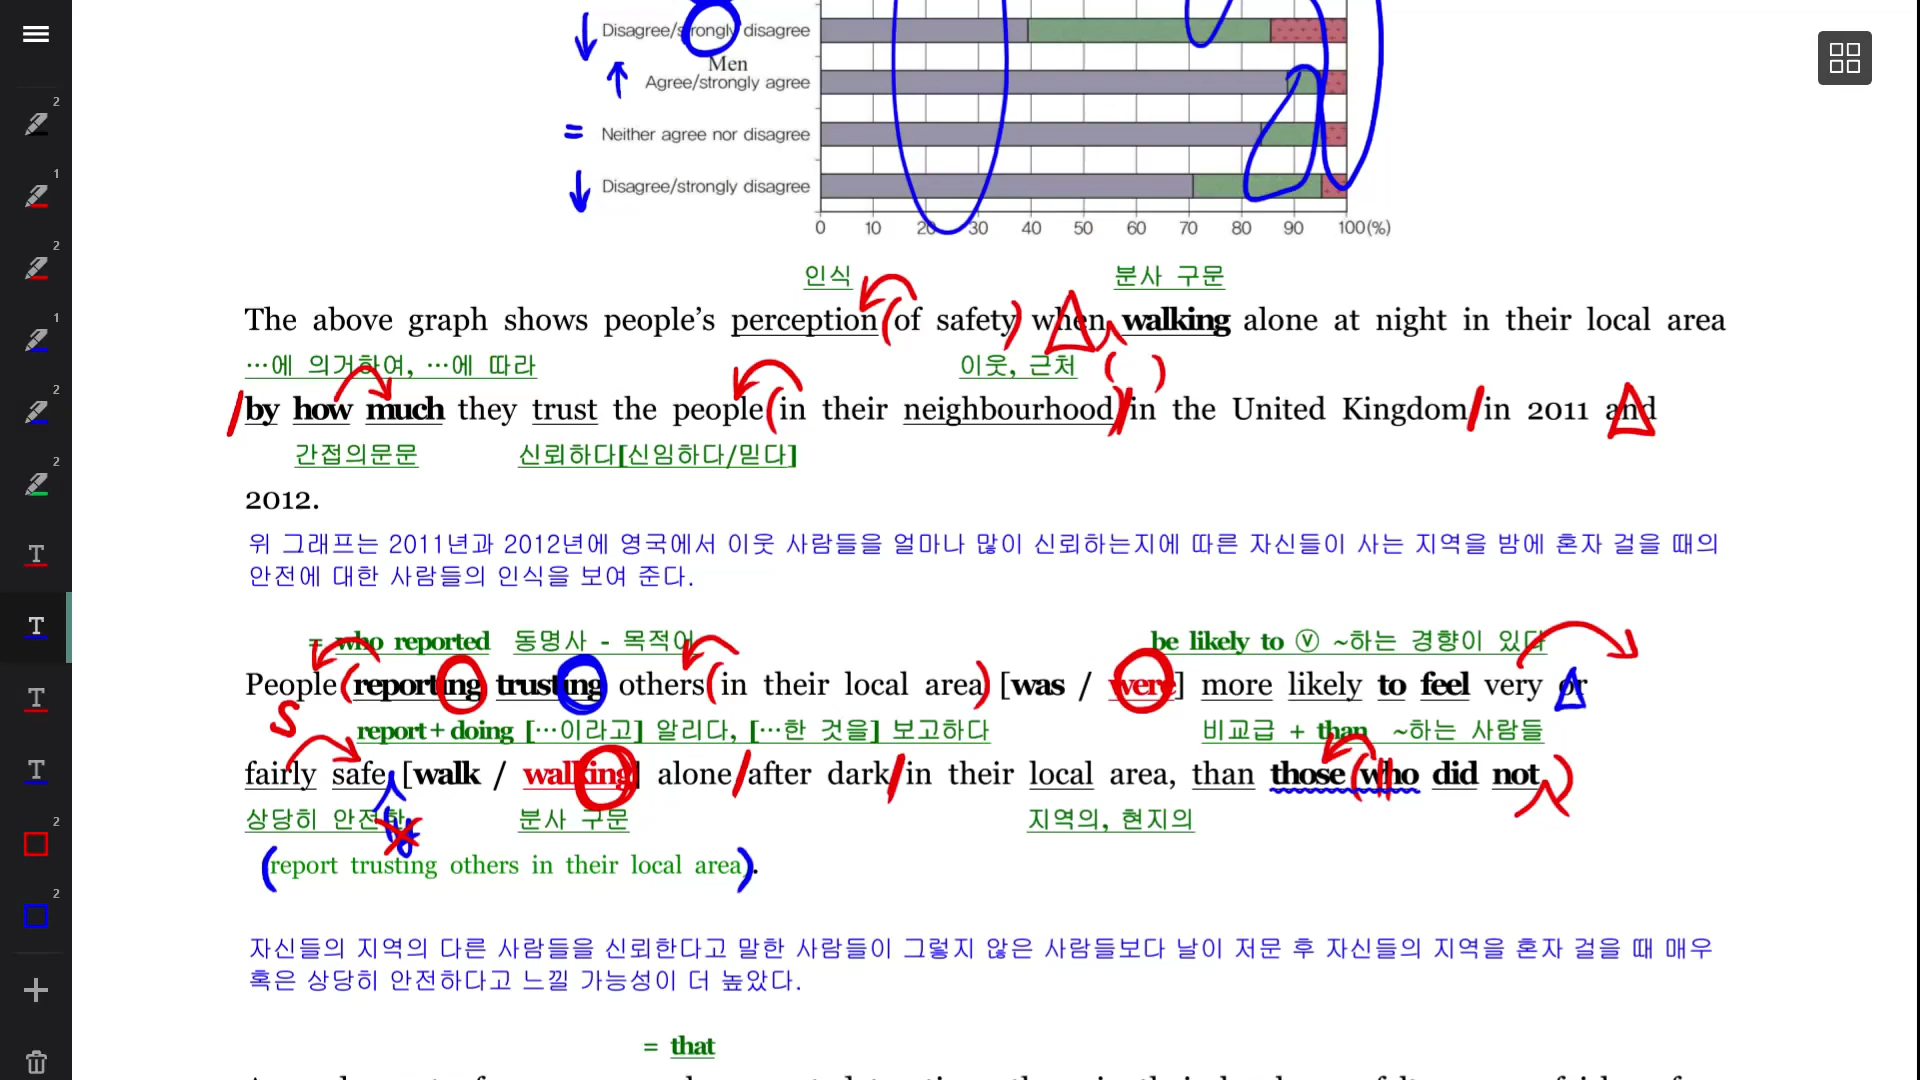 Disagree/strongly disagree
Men
Agree/strongly agree
Neither agree nor disagree
Disagree/strongly disagree
0 10 20 30 40 50 60 70 80 90 100(%)
인식 분사 구문
The above graph shows people's perception (of safety) when walking alone at night in their local area
…에 의거하여, …에 따라 이웃, 근처 ( )
/by how much they trust the people (in their neighbourhood)/in the United Kingdom/in 2011 and
간접의문문 신뢰하다[신임하다/믿다]
2012.
위 그래프는 2011년과 2012년에 영국에서 이웃 사람들을 얼마나 많이 신뢰하는지에 따른 자신들이 사는 지역을 밤에 혼자 걸을 때의
안전에 대한 사람들의 인식을 보여 준다.
= who reported 동명사 - 목적어 be likely to ⓥ ~하는 경향이 있다
People (reporting trusting others (in their local area) [was / were] more likely to feel very or
S report+doing […이라고] 알리다, […한 것을] 보고하다 비교급 + than ~하는 사람들
fairly safe [walk / walking] alone/after dark/in their local area, than those (who did not )
상당히 안전한 분사 구문 지역의, 현지의
(report trusting others in their local area).
자신들의 지역의 다른 사람들을 신뢰한다고 말한 사람들이 그렇지 않은 사람들보다 날이 저문 후 자신들의 지역을 혼자 걸을 때 매우
혹은 상당히 안전하다고 느낄 가능성이 더 높았다.
= that